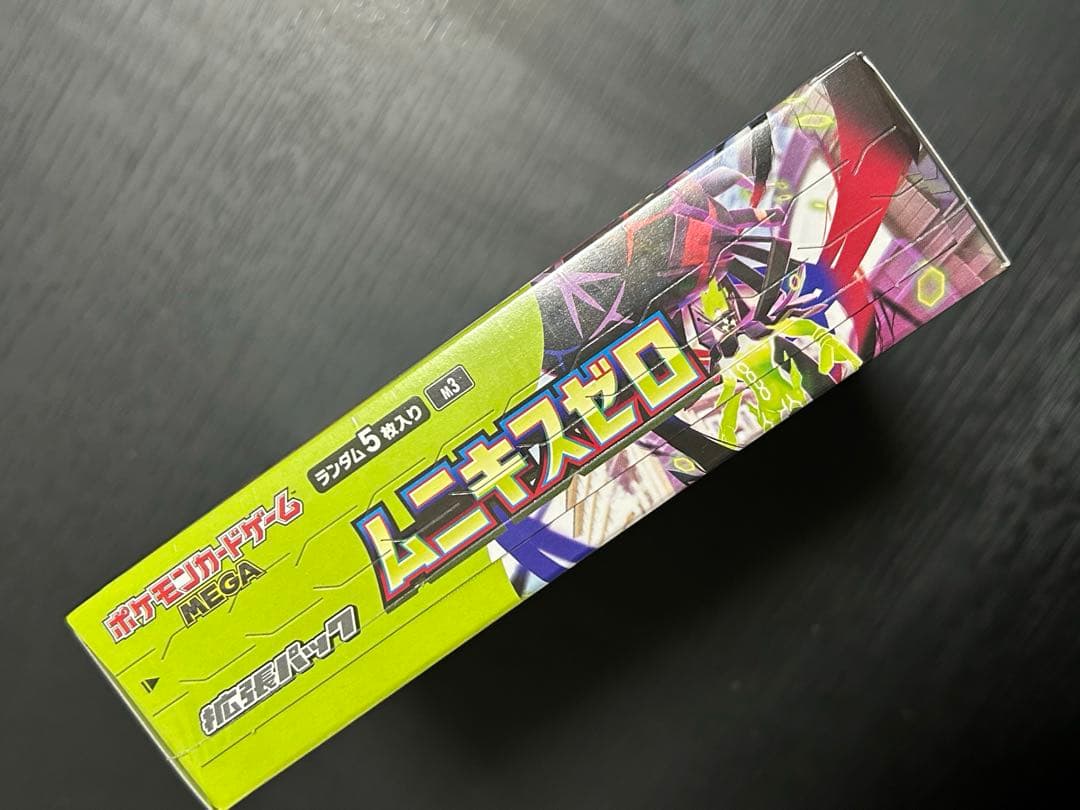 ポケモンカードゲーム
MEGA
拡張パック
ランダム5枚入り
M3
ムニキスゼロ